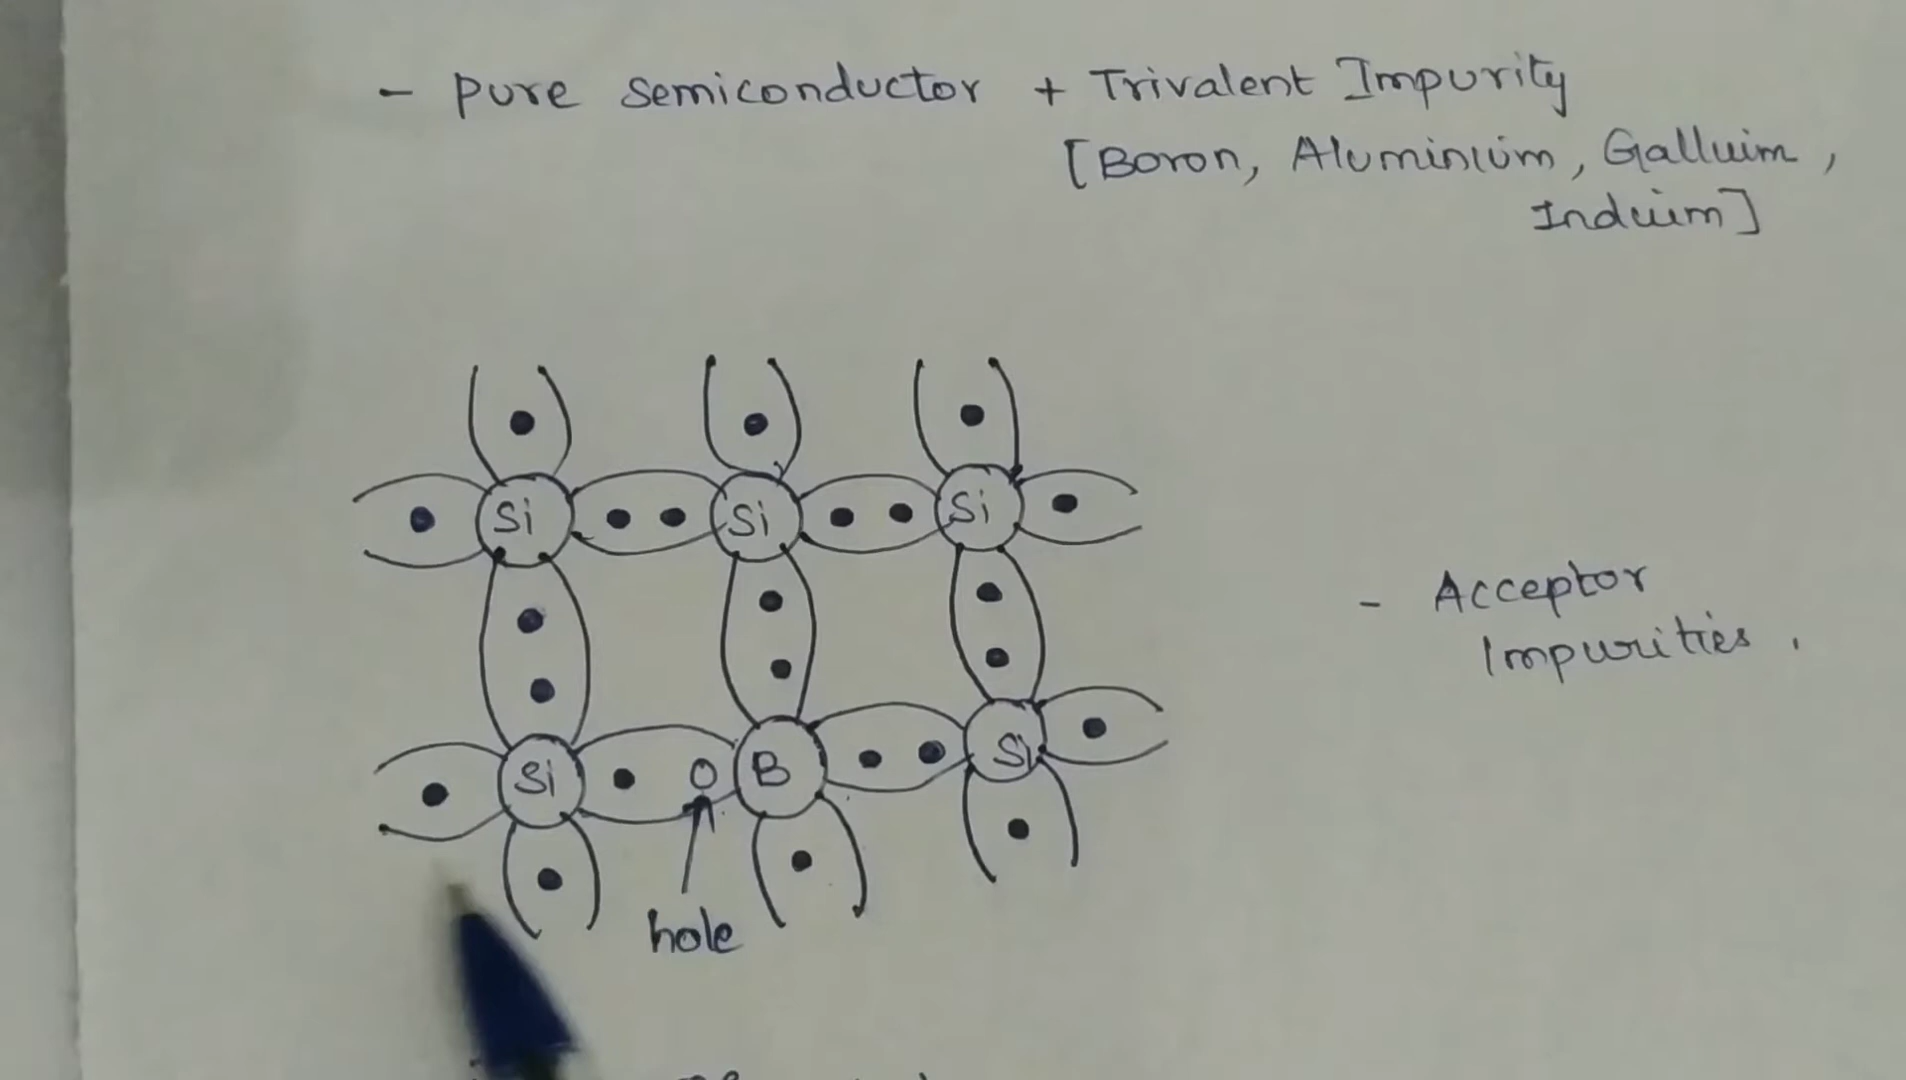 - Pure semiconductor + Trivalent Impurity
[Boron, Aluminium, Galluim,
Induim]
Si Si Si
- Acceptor
Impurities.
Si O B Si
hole